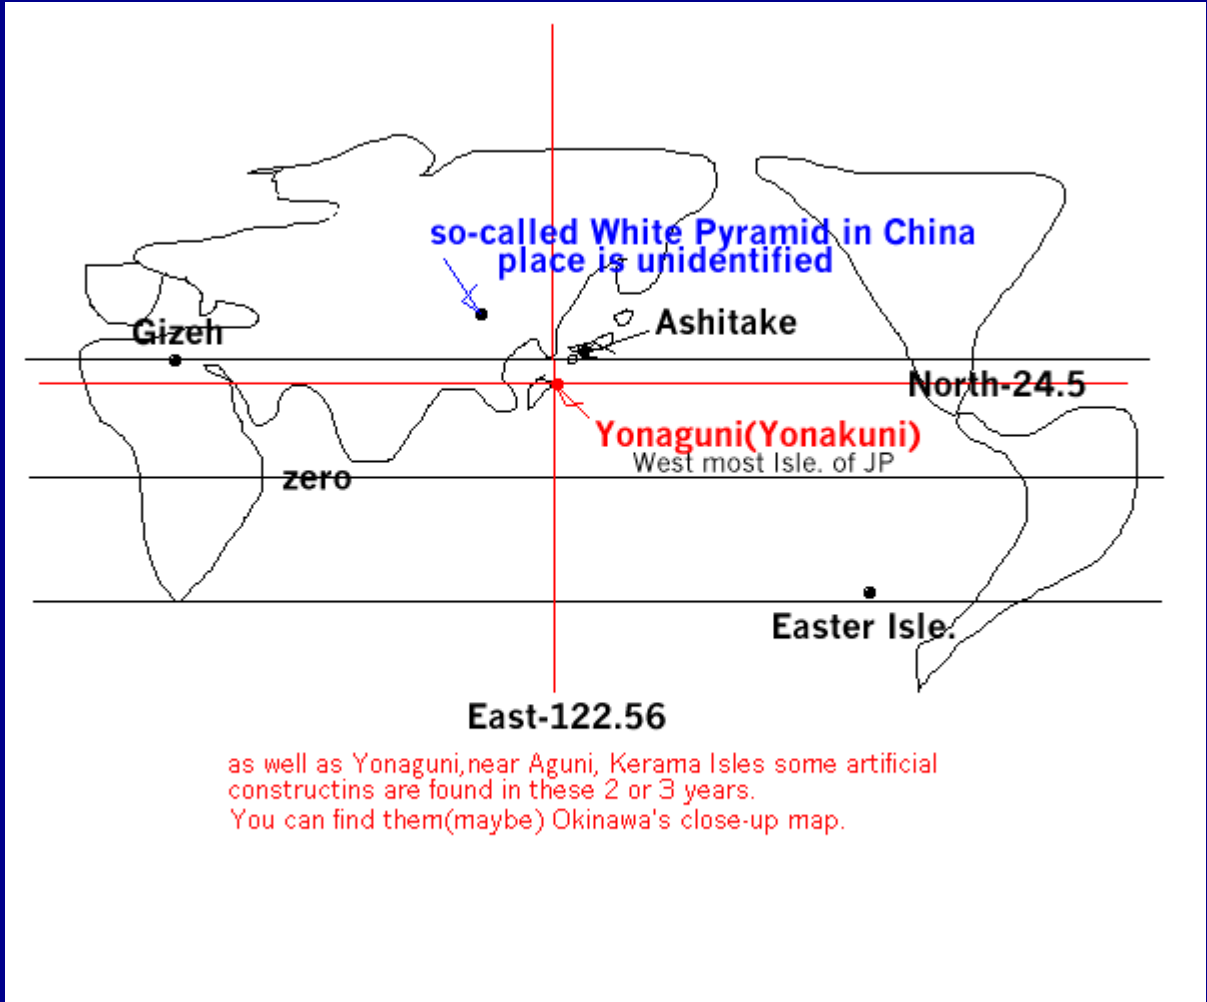 so-called White Pyramid in China
place is unidentified
Ashitake
Gizeh
North-24.5
Yonaguni(Yonakuni)
West most Isle. of JP
zero
Easter Isle.
East-122.56
as well as Yonaguni,near Aguni, Kerama Isles some artificial
constructins are found in these 2 or 3 years.
You can find them(maybe) Okinawa's close-up map.